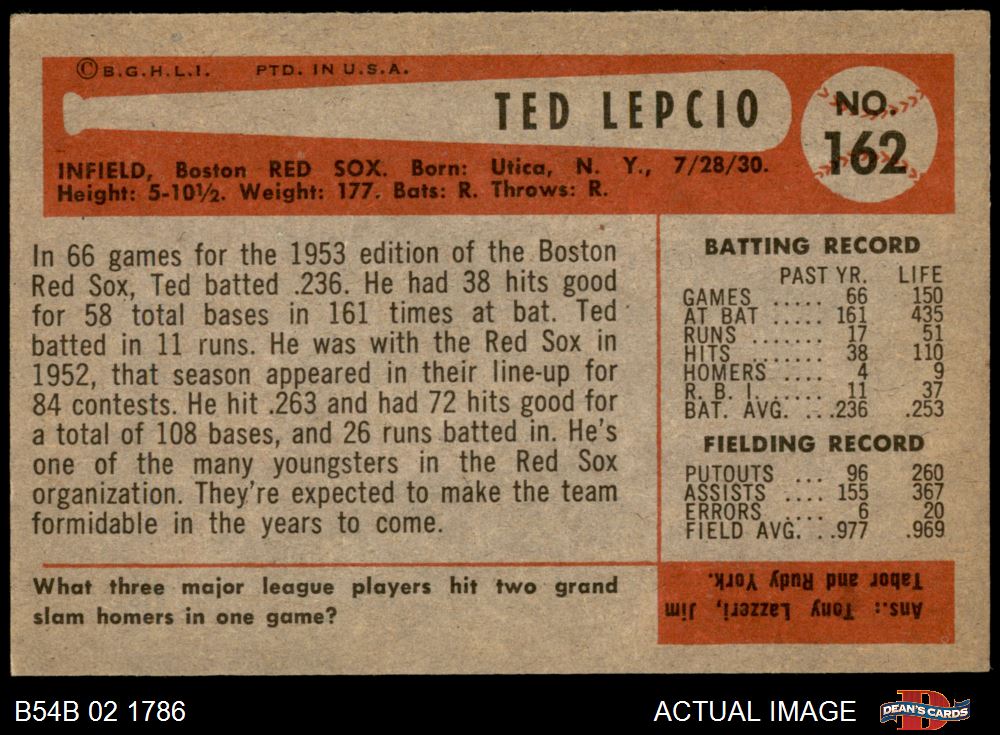 ©B.G.H.L.I. PTD. IN U.S.A.
TED LEPCIO
NO.
162
INFIELD, Boston RED SOX. Born: Utica, N. Y., 7/28/30.
Height: 5-10½. Weight: 177. Bats: R. Throws: R.
In 66 games for the 1953 edition of the Boston
Red Sox, Ted batted .236. He had 38 hits good
for 58 total bases in 161 times at bat. Ted
batted in 11 runs. He was with the Red Sox in
1952, that season appeared in their line-up for
84 contests. He hit .263 and had 72 hits good for
a total of 108 bases, and 26 runs batted in. He's
one of the many youngsters in the Red Sox
organization. They're expected to make the team
formidable in the years to come.
What three major league players hit two grand
slam homers in one game?
BATTING RECORD
PAST YR. LIFE
GAMES ..... 66 150
AT BAT ..... 161 435
RUNS ..... 17 51
HITS ....... 38 110
HOMERS .... 4 9
R. B. I. ..... 11 37
BAT. AVG. ...236 .253
FIELDING RECORD
PUTOUTS ... 96 260
ASSISTS .... 155 367
ERRORS .... 6 20
FIELD AVG. ..977 .969
Ans.: Tony Lazzeri, Jim
Tabor and Rudy York.
B54B 02 1786
ACTUAL IMAGE
D
DEAN'S CARDS